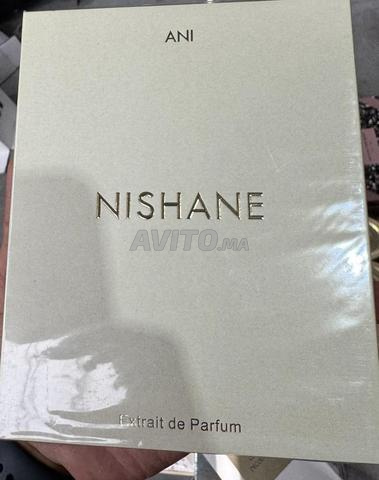 ANI
NISHANE
AVITO.MA
Extrait de Parfum